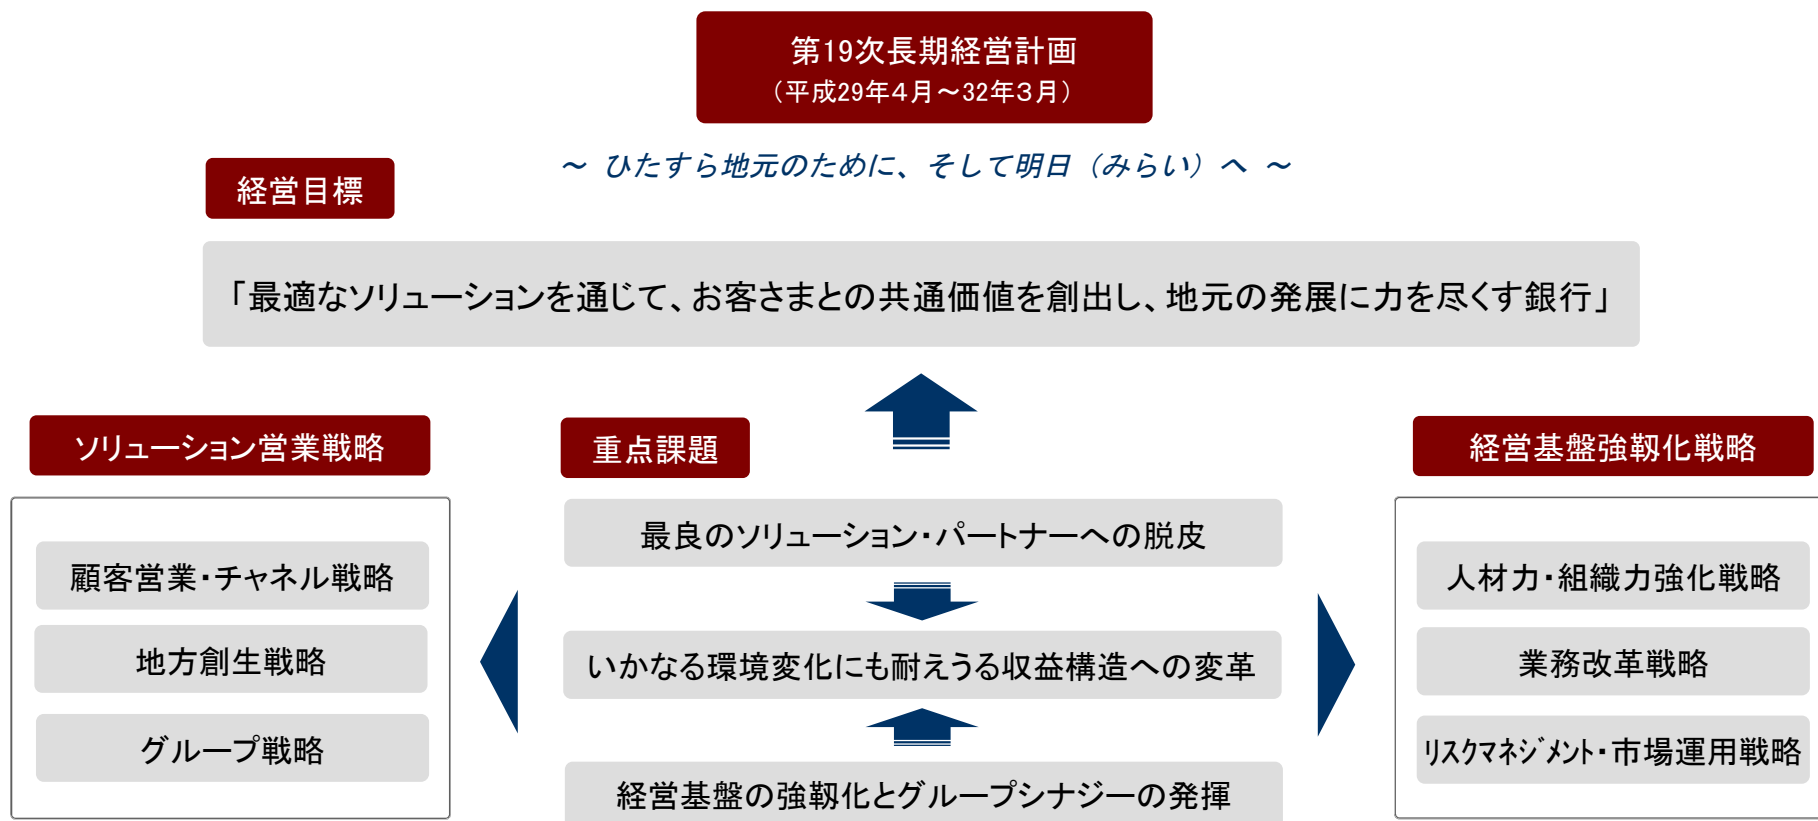 第19次長期経営計画
（平成29年４月～32年３月）
～ ひたすら地元のために、そして明日（みらい）へ ～
経営目標
「最適なソリューションを通じて、お客さまとの共通価値を創出し、地元の発展に力を尽くす銀行」
ソリューション営業戦略
顧客営業・チャネル戦略
地方創生戦略
グループ戦略
重点課題
最良のソリューション・パートナーへの脱皮
いかなる環境変化にも耐えうる収益構造への変革
経営基盤の強靱化とグループシナジーの発揮
経営基盤強靱化戦略
人材力・組織力強化戦略
業務改革戦略
ﾘｽｸﾏﾈｼﾞﾒﾝﾄ・市場運用戦略